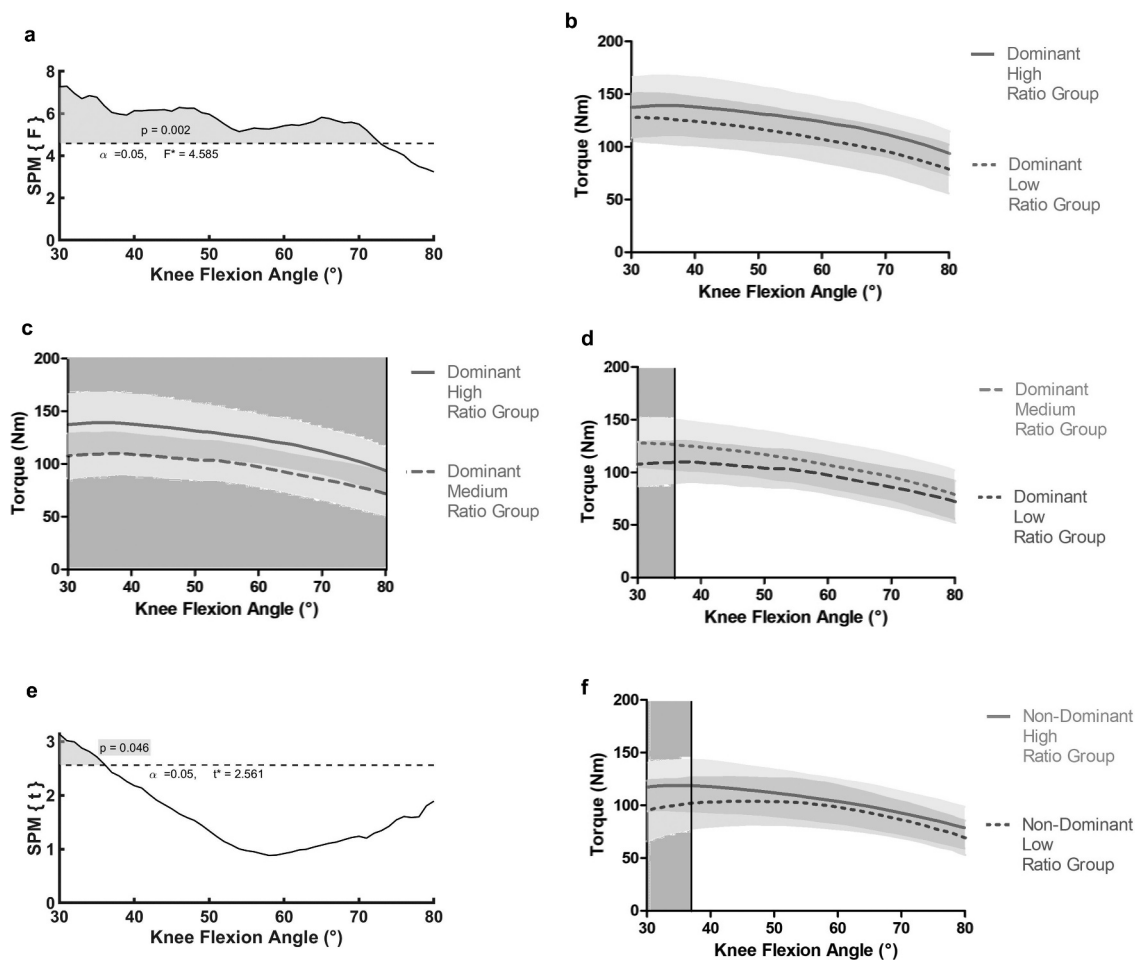 a
8
6
4
2
0
SPM { F }
p = 0.002
α =0.05, F* = 4.585
30 40 50 60 70 80
Knee Flexion Angle (°)
b
200
150
100
50
0
Torque (Nm)
30 40 50 60 70 80
Knee Flexion Angle (°)
Dominant
High
Ratio Group
Dominant
Low
Ratio Group
c
200
150
100
50
0
Torque (Nm)
30 40 50 60 70 80
Knee Flexion Angle (°)
Dominant
High
Ratio Group
Dominant
Medium
Ratio Group
d
200
150
100
50
0
Torque (Nm)
30 40 50 60 70 80
Knee Flexion Angle (°)
Dominant
Medium
Ratio Group
Dominant
Low
Ratio Group
e
3
2
1
0
SPM { t }
p = 0.046
α =0.05, t* = 2.561
30 40 50 60 70 80
Knee Flexion Angle (°)
f
200
150
100
50
0
Torque (Nm)
30 40 50 60 70 80
Knee Flexion Angle (°)
Non-Dominant
High
Ratio Group
Non-Dominant
Low
Ratio Group